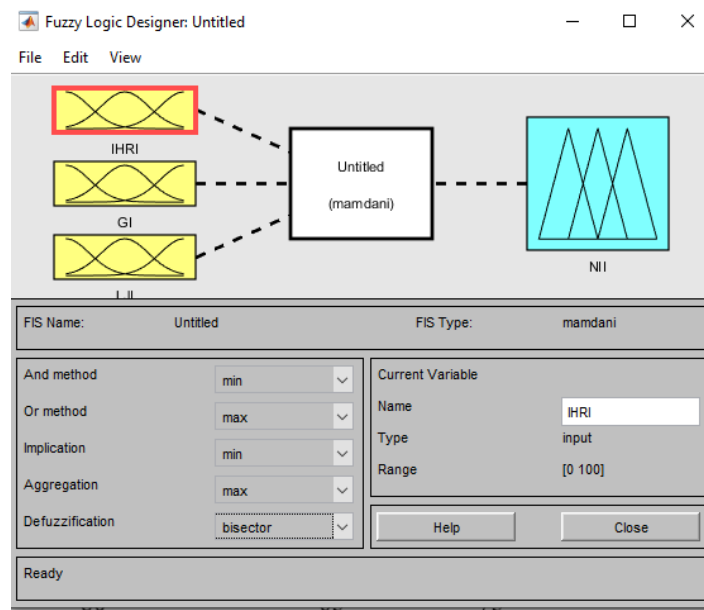 Fuzzy Logic Designer: Untitled
File Edit View
IHRI
Untitled
(mamdani)
GI
NII
FIS Name: Untitled FIS Type: mamdani
And method min
Or method max
Implication min
Aggregation max
Defuzzification bisector
Current Variable
Name IHRI
Type input
Range [0 100]
Help Close
Ready